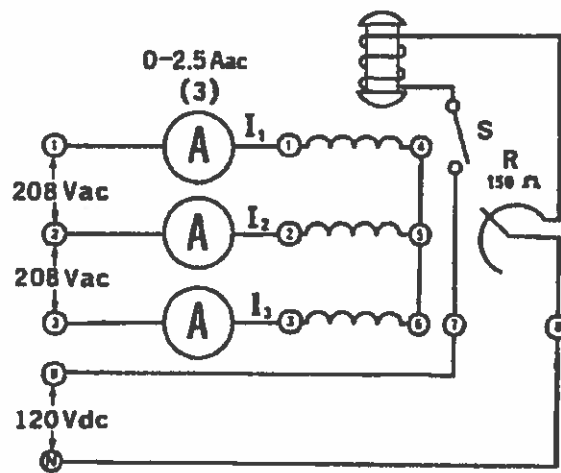 0-2.5 Aac
(3)
1 A I₁ 1 4
S
R
150 Ω
208 Vac
2 A I₂ 2 5
208 Vac
3 A I₃ 3 6 7 8
120 Vdc
N